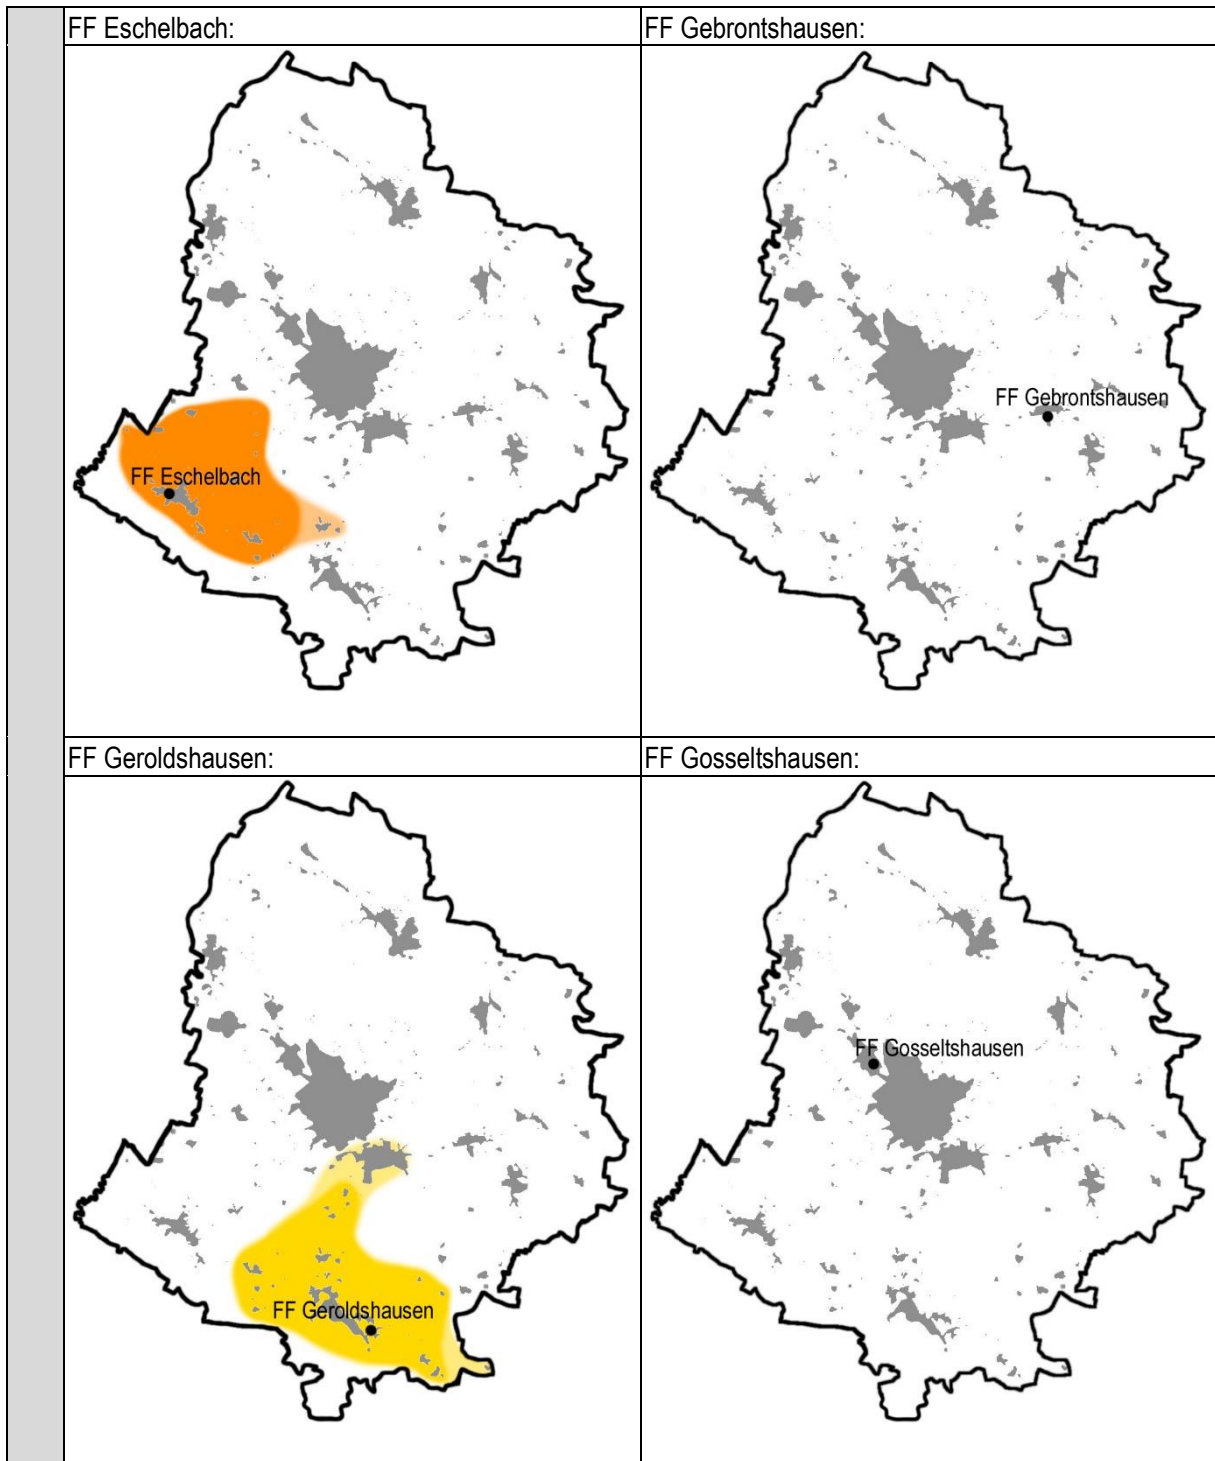 FF Eschelbach:
FF Gebrontshausen:
FF Eschelbach
FF Gebrontshausen
FF Geroldshausen:
FF Gosseltshausen:
FF Geroldshausen
FF Gosseltshausen